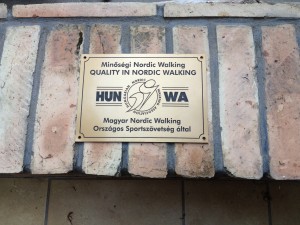 Minőségi Nordic Walking
QUALITY IN NORDIC WALKING
HUN WA
Magyar Nordic Walking
Országos Sportszövetség által